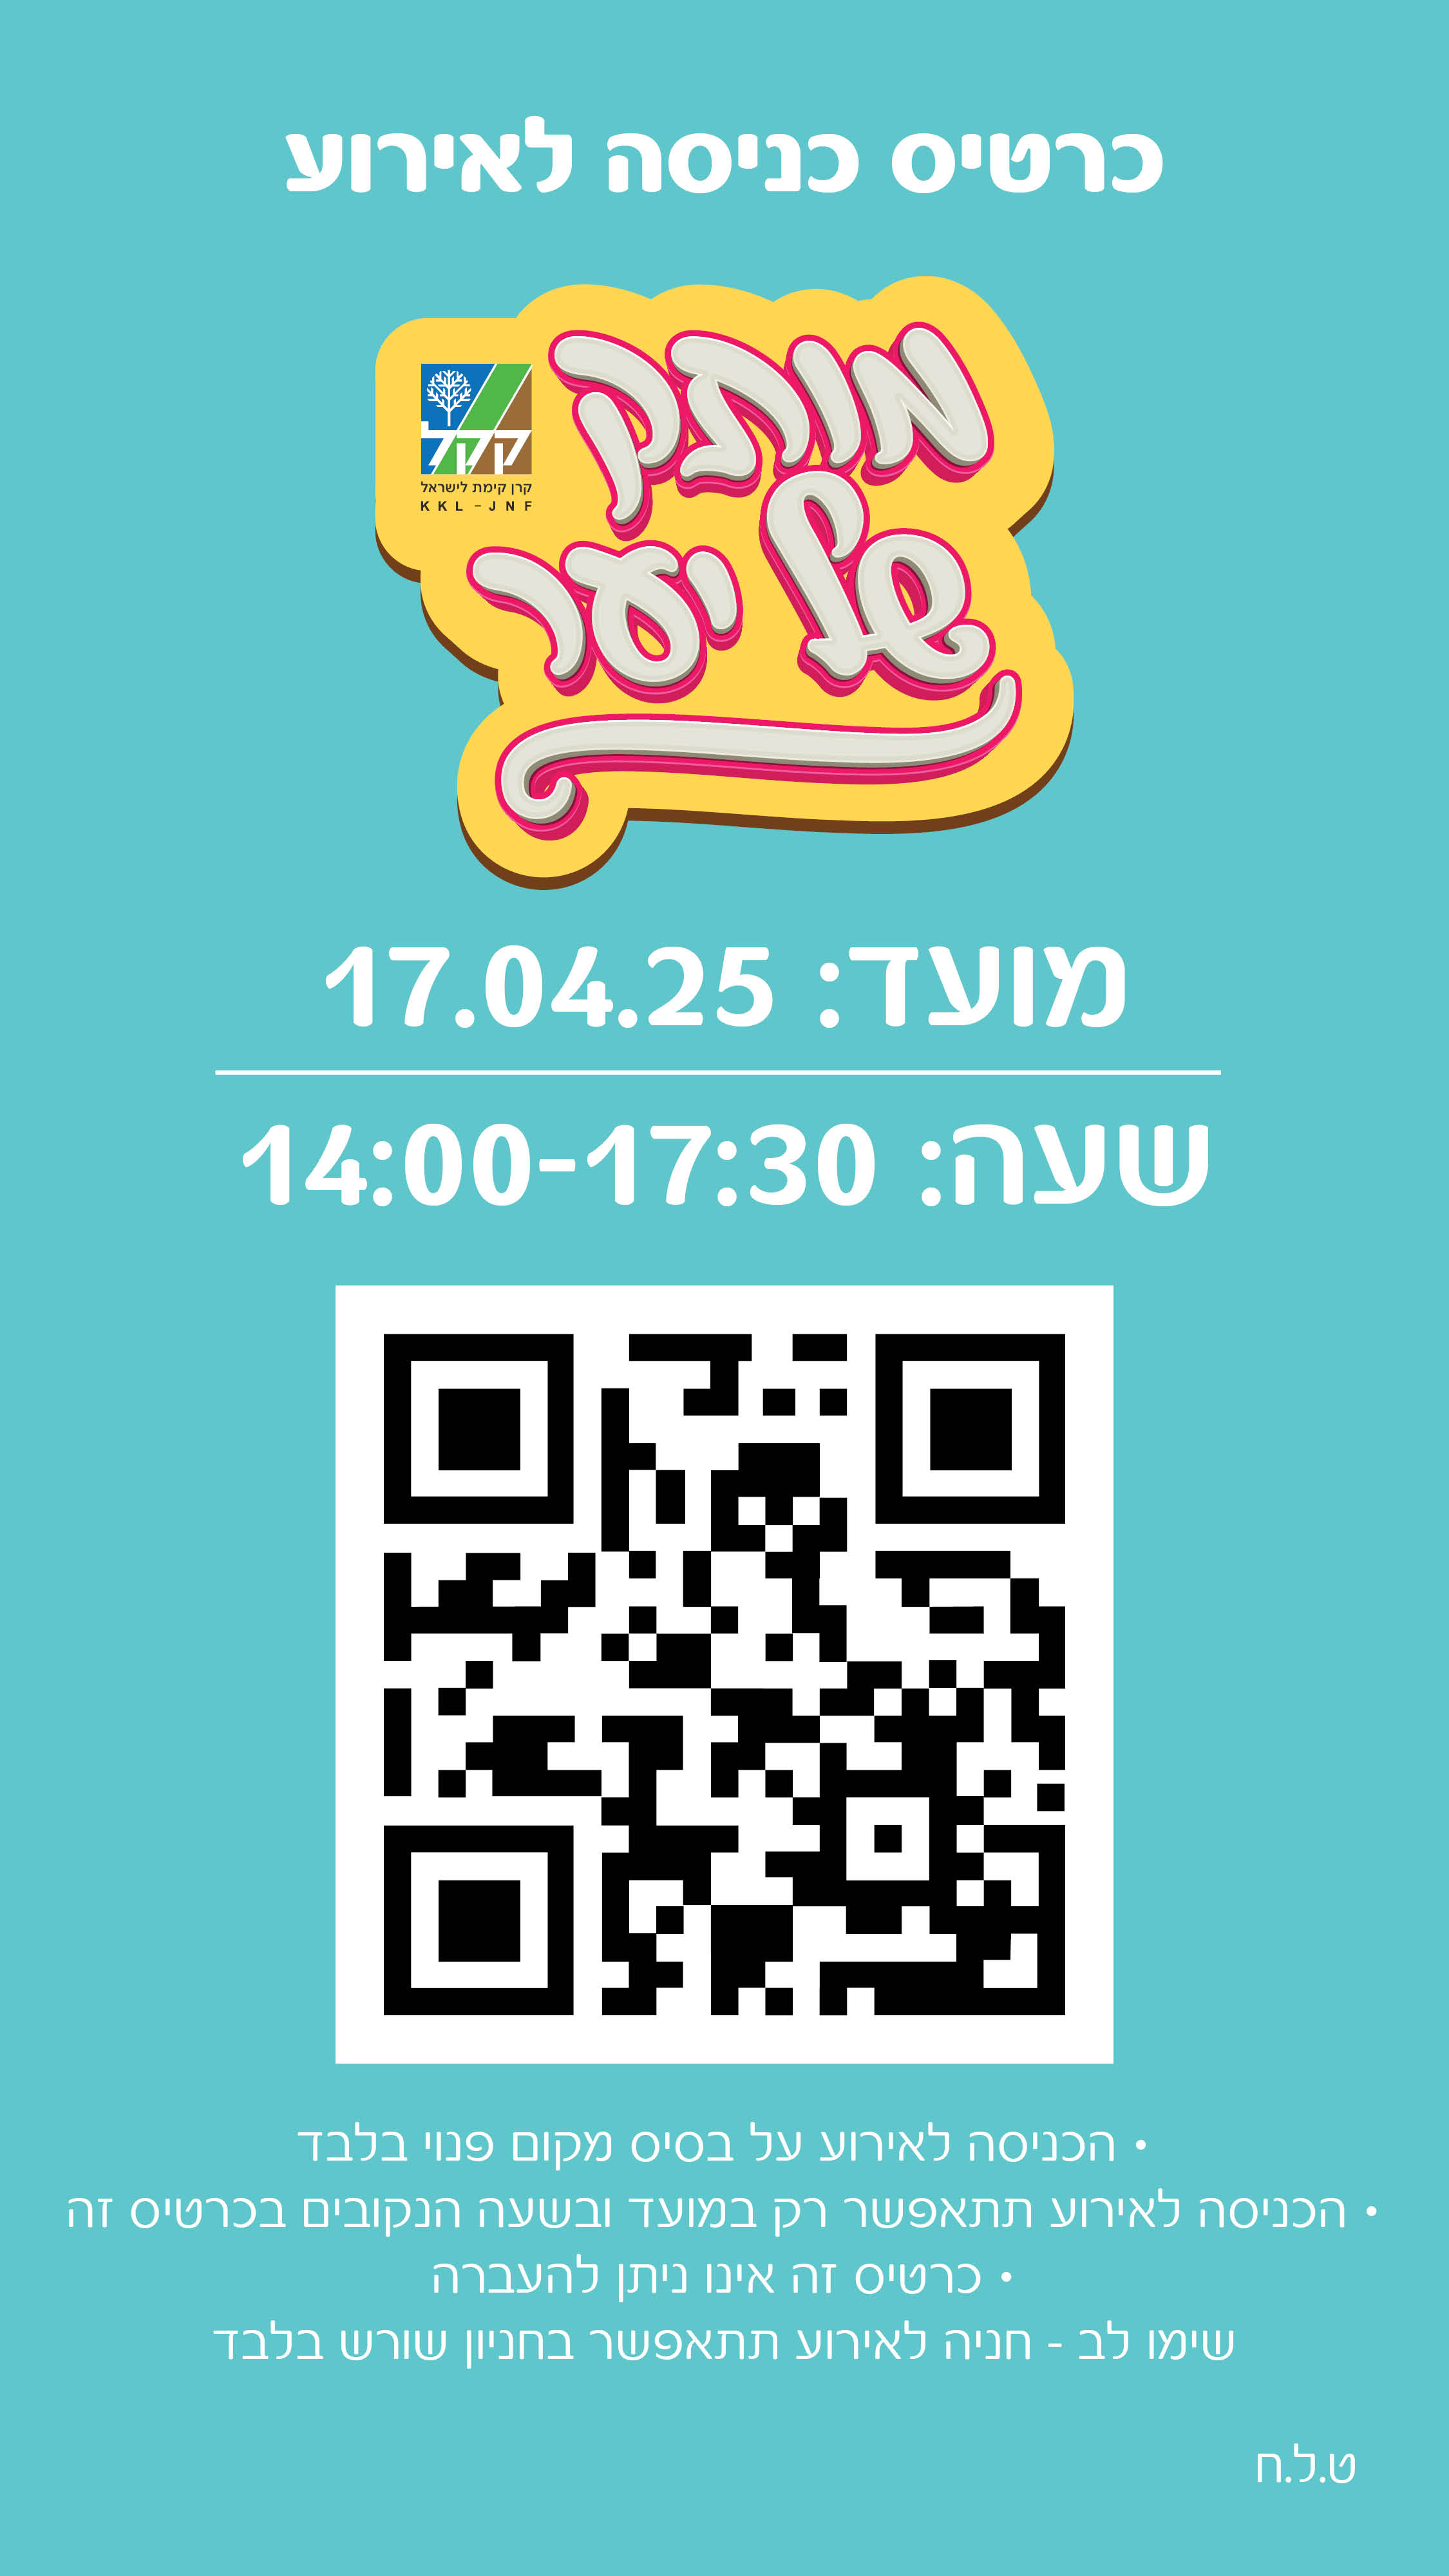 כרטיס כניסה לאירוע
מותק
של יער
קקל
קרן קימת לישראל
KKL-JNF
מועד: 17.04.25
שעה: 14:00-17:30
• הכניסה לאירוע על בסיס מקום פנוי בלבד
• הכניסה לאירוע תתאפשר רק במועד ובשעה הנקובים בכרטיס זה
• כרטיס זה אינו ניתן להעברה
שימו לב - חניה לאירוע תתאפשר בחניון שורש בלבד
ט.ל.ח